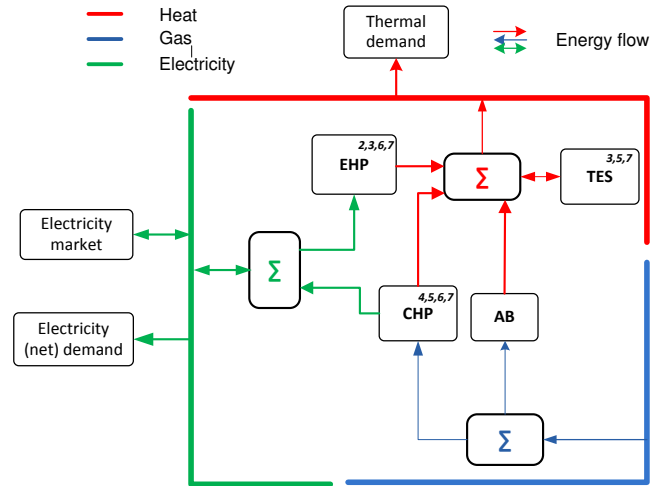 Heat
Gas
Electricity
Thermal
demand
Energy flow
2,3,6,7
EHP
Σ
3,5,7
TES
Electricity
market
Σ
4,5,6,7
CHP
AB
Electricity
(net) demand
Σ